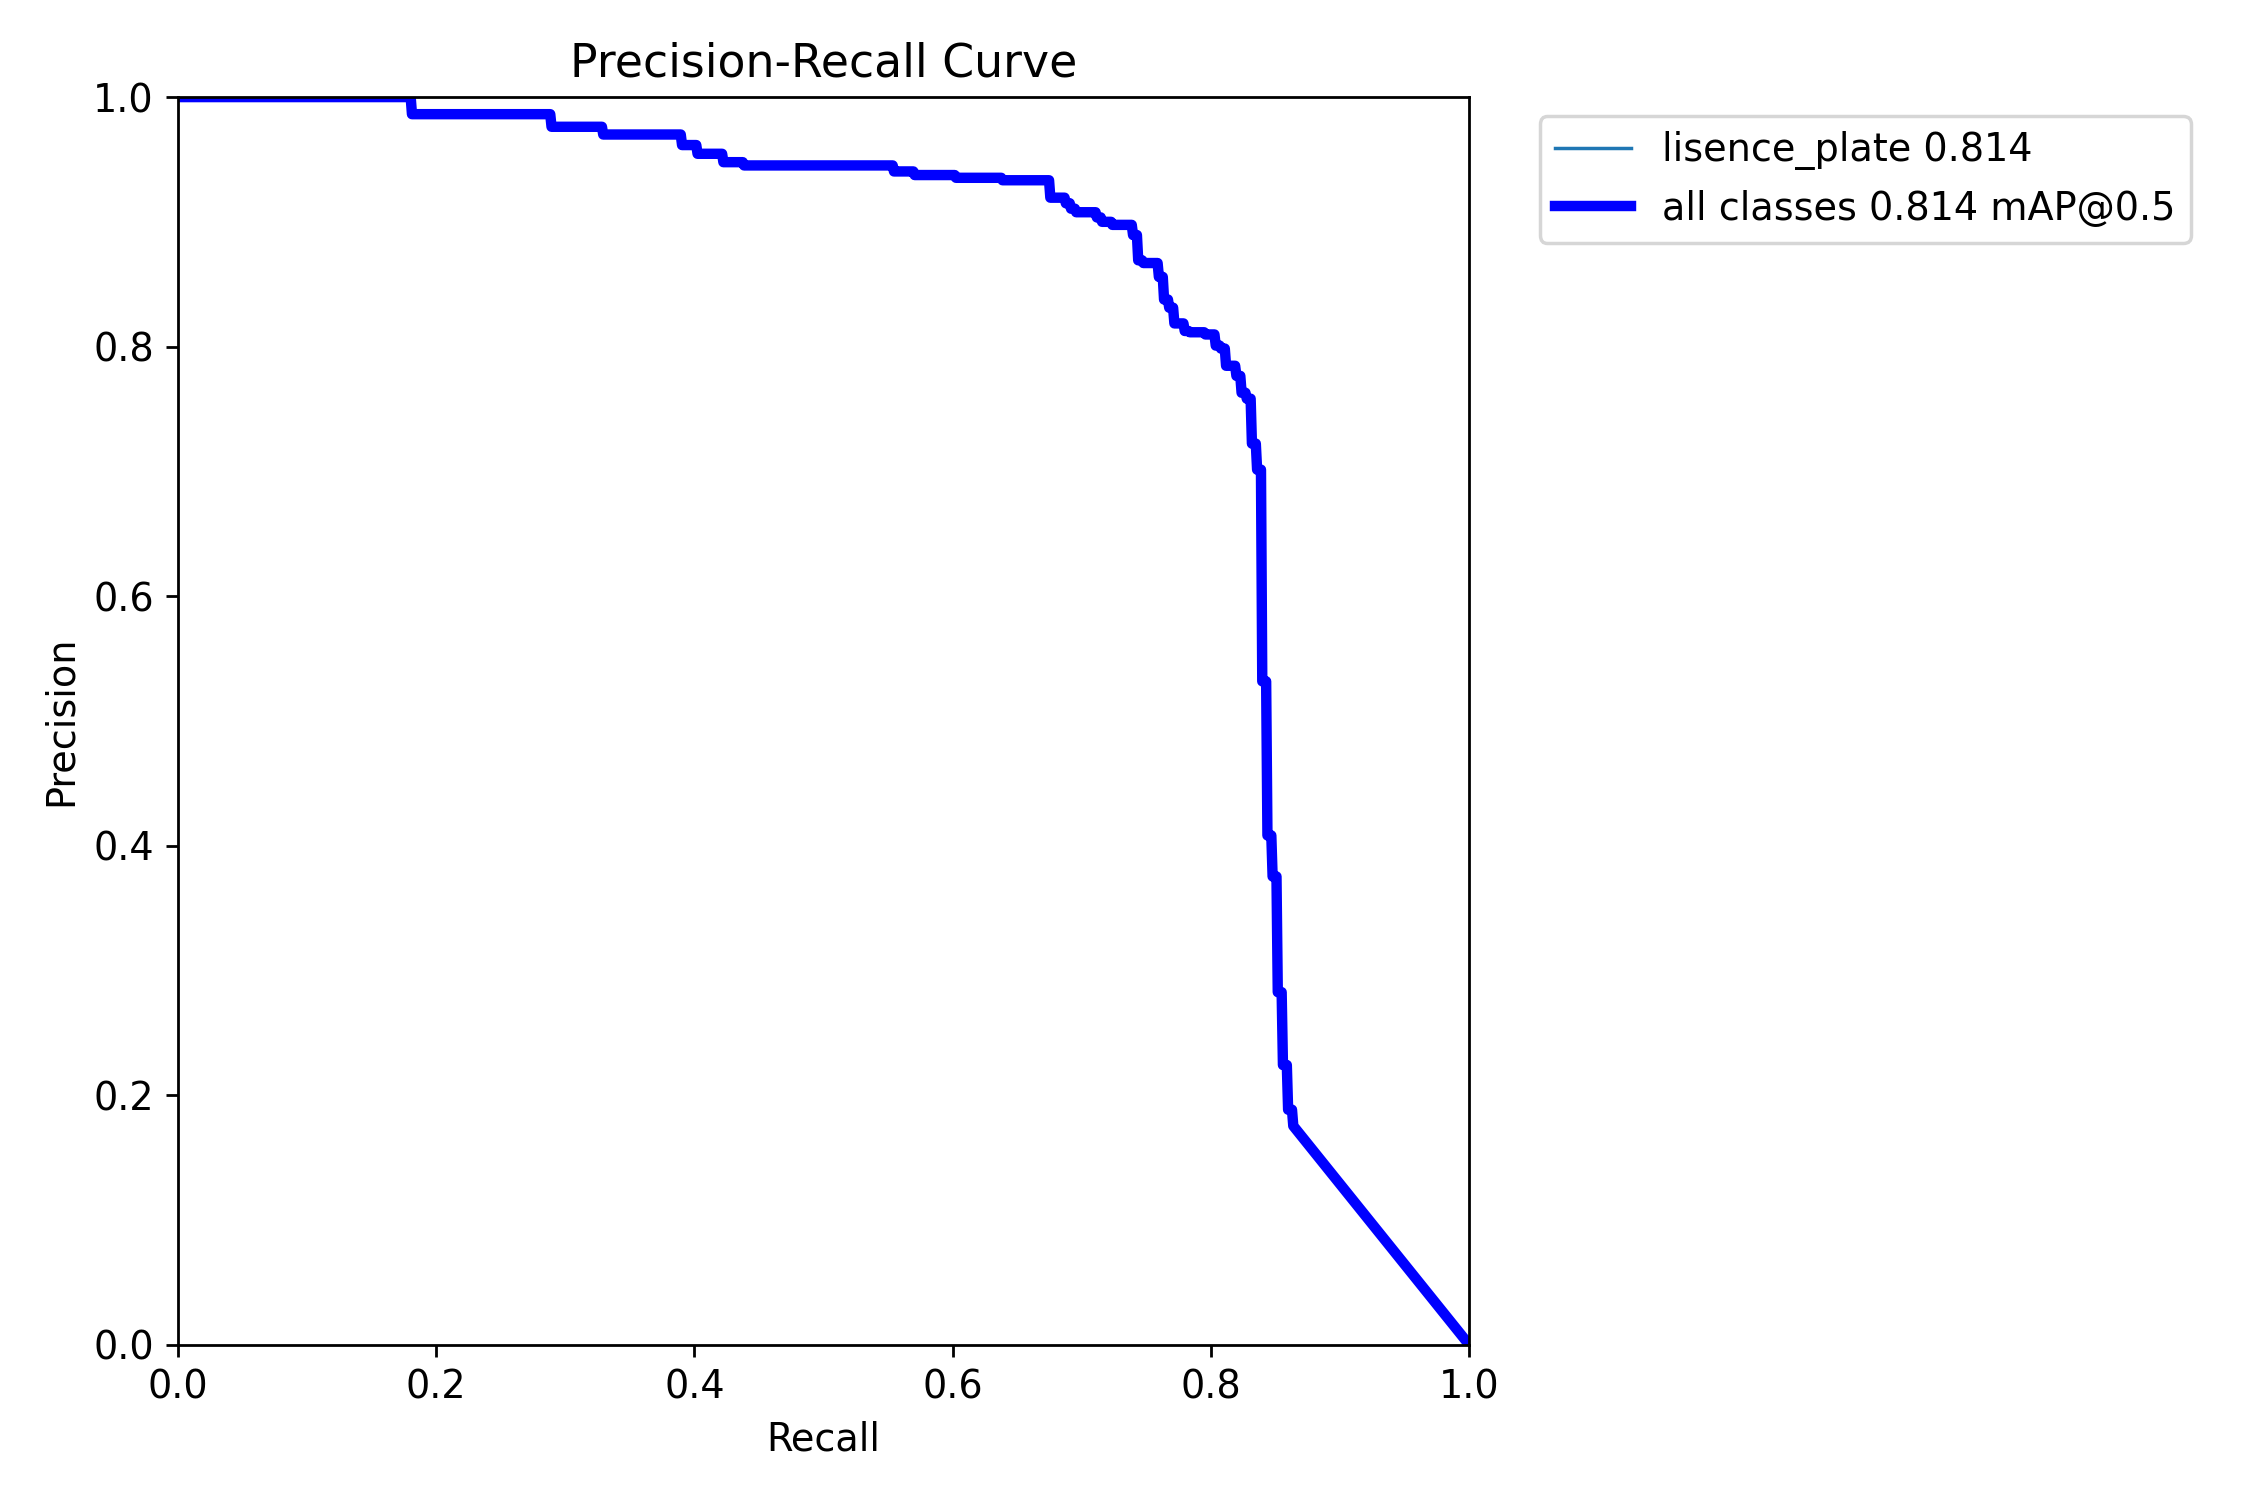 Precision-Recall Curve
1.0
0.8
0.6
0.4
0.2
0.0
Precision
0.0 0.2 0.4 0.6 0.8 1.0
Recall
lisence_plate 0.814
all classes 0.814 mAP@0.5